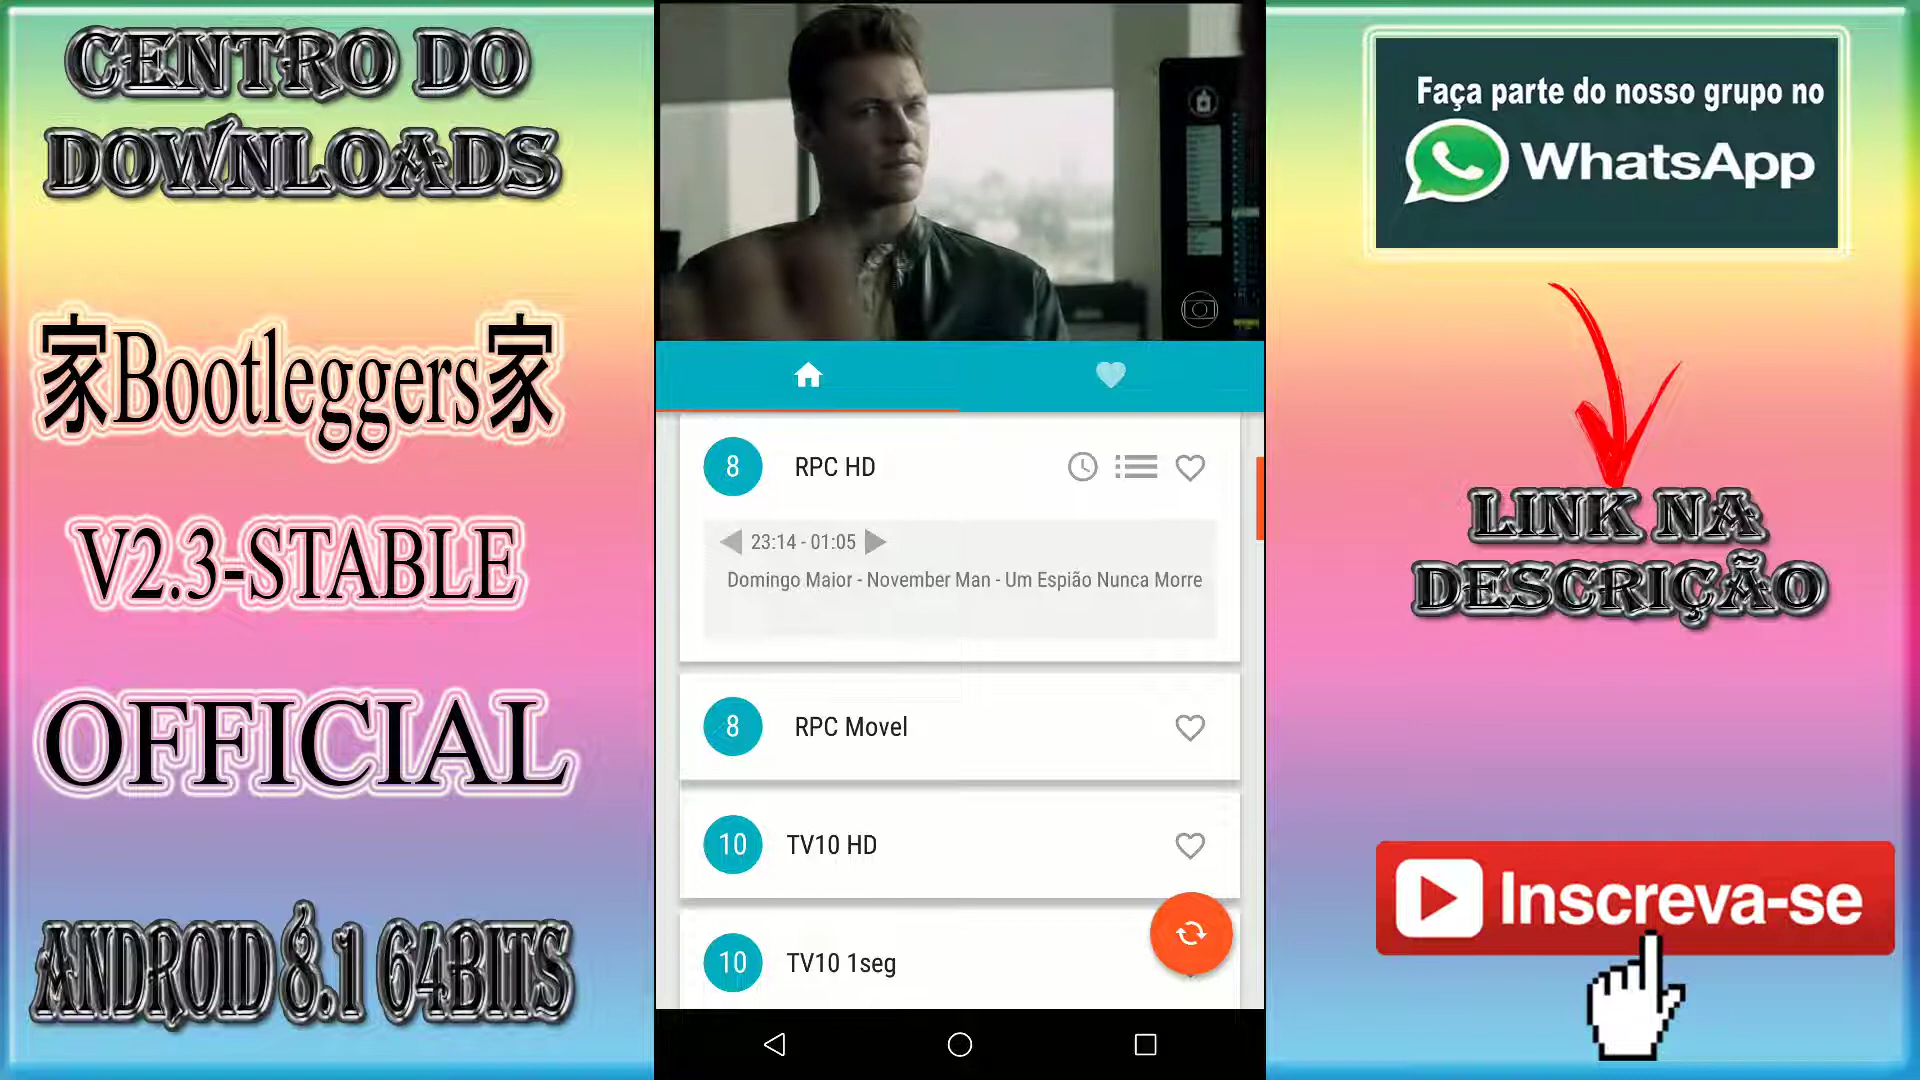 CENTRO DO
DOWNLOADS
家Bootleggers家
V2.3-STABLE
OFFICIAL
ANDROID 8.1 64BITS
8 RPC HD
23:14 - 01:05
Domingo Maior - November Man - Um Espião Nunca Morre
8 RPC Movel
10 TV10 HD
10 TV10 1seg
Faça parte do nosso grupo no
WhatsApp
LINK NA
DESCRIÇÃO
Inscreva-se